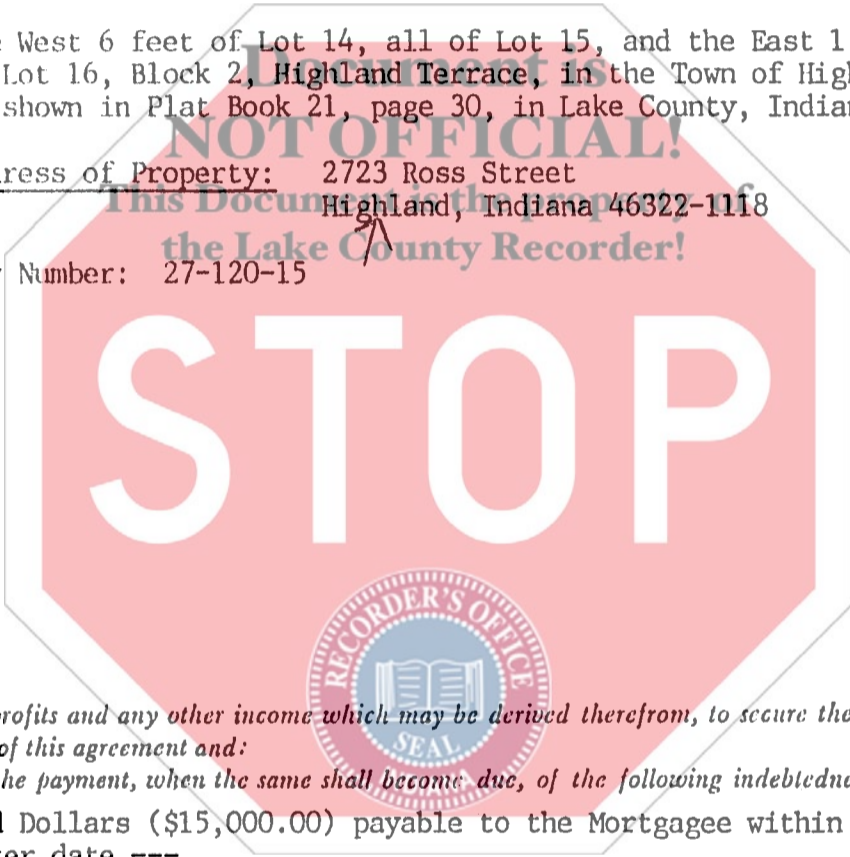 West 6 feet of Lot 14, all of Lot 15, and the East 1
Lot 16, Block 2, Highland Terrace, in the Town of High
shown in Plat Book 21, page 30, in Lake County, Indian
ress of Property: 2723 Ross Street
Highland, Indiana 46322-1118
Number: 27-120-15
Document is
NOT OFFICIAL!
This Document is the property of
the Lake County Recorder!
STOP
RECORDER'S OFFICE
SEAL
rofits and any other income which may be derived therefrom, to secure the
of this agreement and:
he payment, when the same shall become due, of the following indebtedne
Dollars ($15,000.00) payable to the Mortgagee within
ter date ---